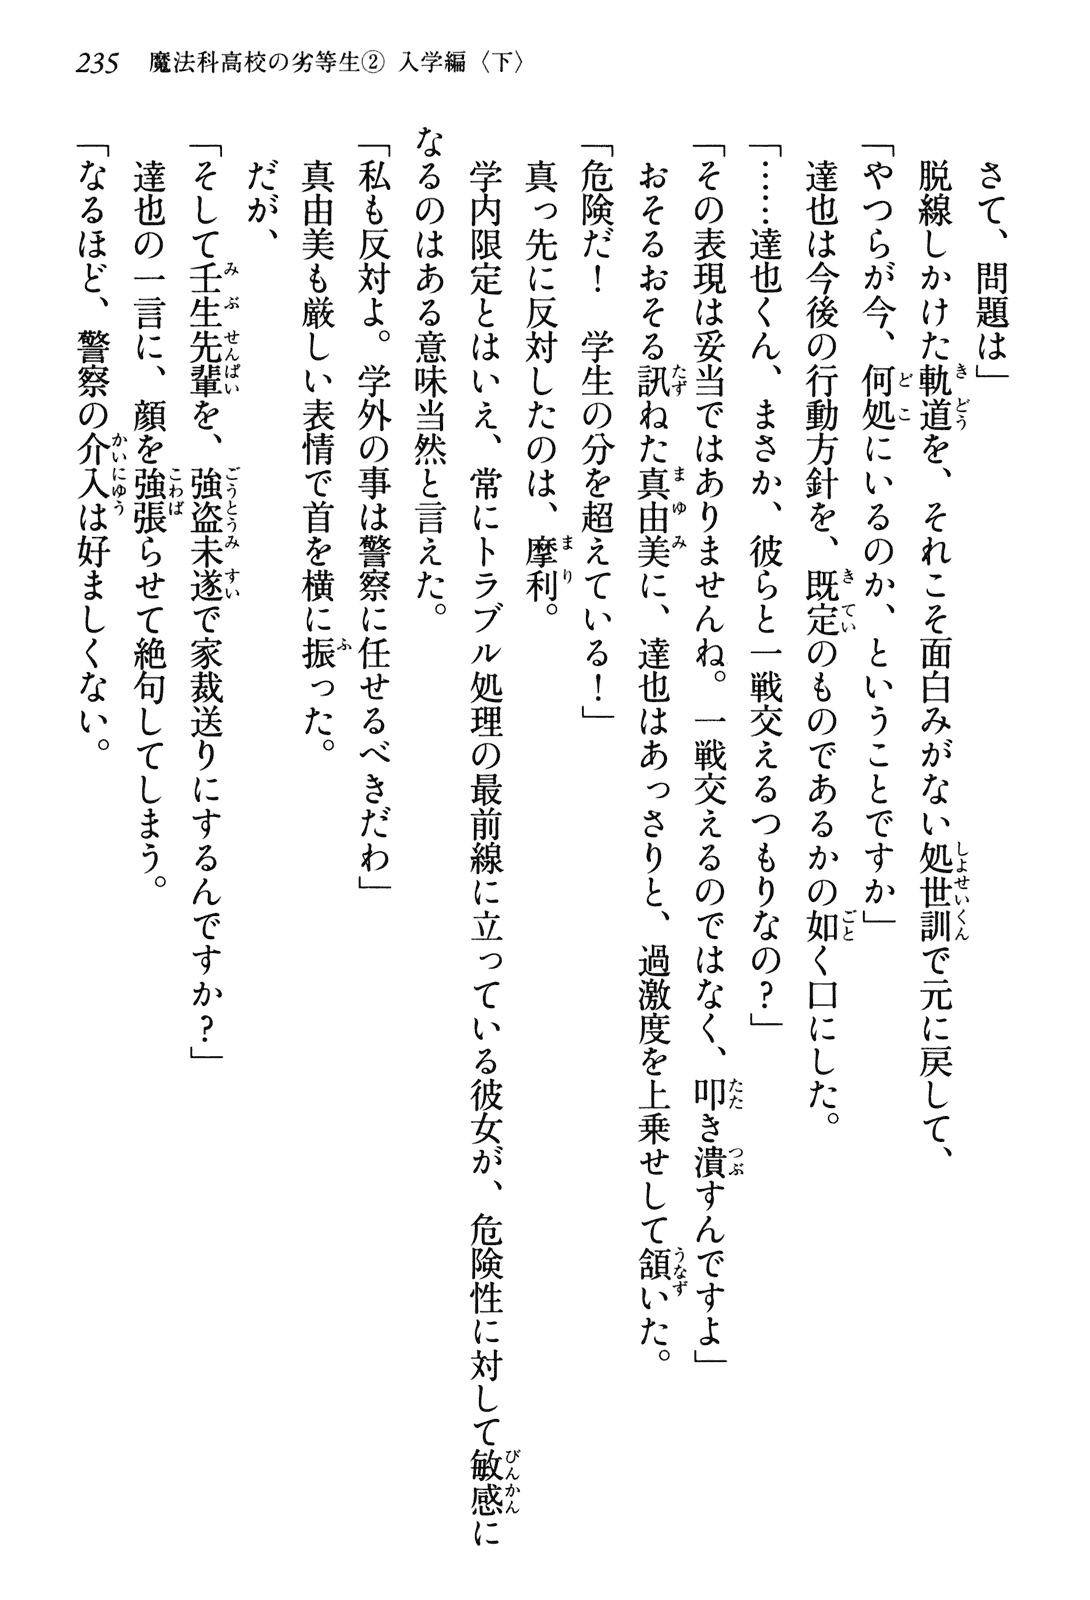 235　魔法科高校の劣等生② 入学編〈下〉
さて、問題は」
脱線しかけた軌道を、それこそ面白みがない処世訓で元に戻して、
「やつらが今、何処にいるのか、ということですか」
達也は今後の行動方針を、既定のものであるかの如く口にした。
「……達也くん、まさか、彼らと一戦交えるつもりなの？」
「その表現は妥当ではありませんね。一戦交えるのではなく、叩き潰すんですよ」
おそるおそる訊ねた真由美に、達也はあっさりと、過激度を上乗せして頷いた。
「危険だ！　学生の分を超えている！」
真っ先に反対したのは、摩利。
学内限定とはいえ、常にトラブル処理の最前線に立っている彼女が、危険性に対して敏感に
なるのはある意味当然と言えた。
「私も反対よ。学外の事は警察に任せるべきだわ」
真由美も厳しい表情で首を横に振った。
だが、
「そして壬生先輩を、強盗未遂で家裁送りにするんですか？」
達也の一言に、顔を強張らせて絶句してしまう。
「なるほど、警察の介入は好ましくない。